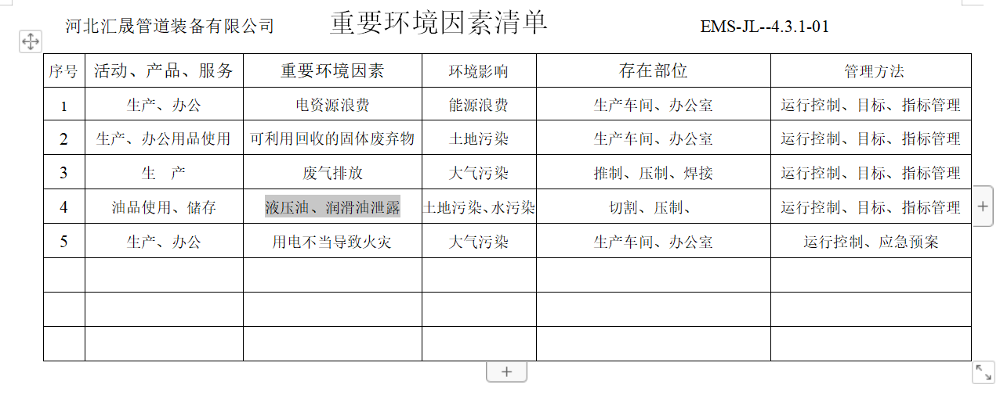 河北汇晟管道装备有限公司 重要环境因素清单 EMS-JL--4.3.1-01
序号 活动、产品、服务 重要环境因素 环境影响 存在部位 管理方法
1 生产、办公 电资源浪费 能源浪费 生产车间、办公室 运行控制、目标、指标管理
2 生产、办公用品使用 可利用回收的固体废弃物 土地污染 生产车间、办公室 运行控制、目标、指标管理
3 生 产 废气排放 大气污染 推制、压制、焊接 运行控制、目标、指标管理
4 油品使用、储存 液压油、润滑油泄露 土地污染、水污染 切割、压制、 运行控制、目标、指标管理
5 生产、办公 用电不当导致火灾 大气污染 生产车间、办公室 运行控制、应急预案